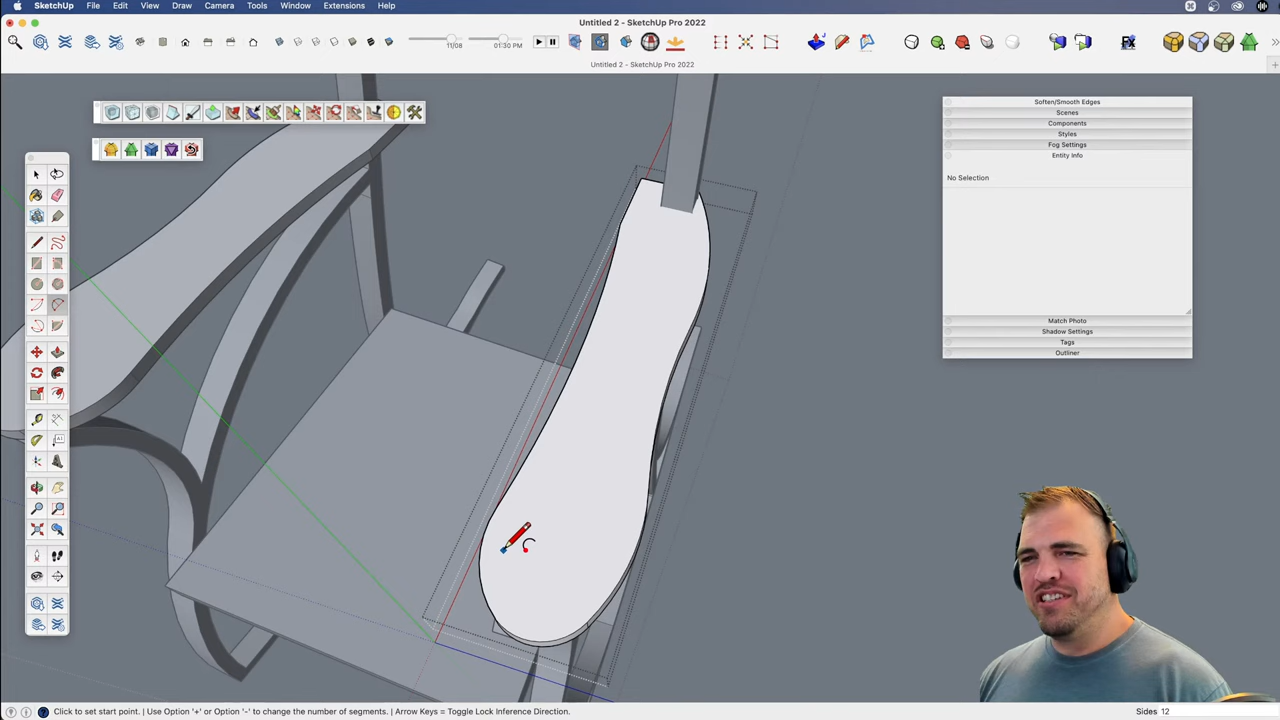 SketchUp File Edit View Draw Camera Tools Window Extensions Help
Untitled 2 - SketchUp Pro 2022
11/08 01:30 PM
Untitled 2 - SketchUp Pro 2022
Soften/Smooth Edges
Scenes
Components
Styles
Fog Settings
Entity Info
No Selection
Match Photo
Shadow Settings
Tags
Outliner
Click to set start point. | Use Option '+' or Option '-' to change the number of segments. | Arrow Keys = Toggle Lock Inference Direction. Sides 12